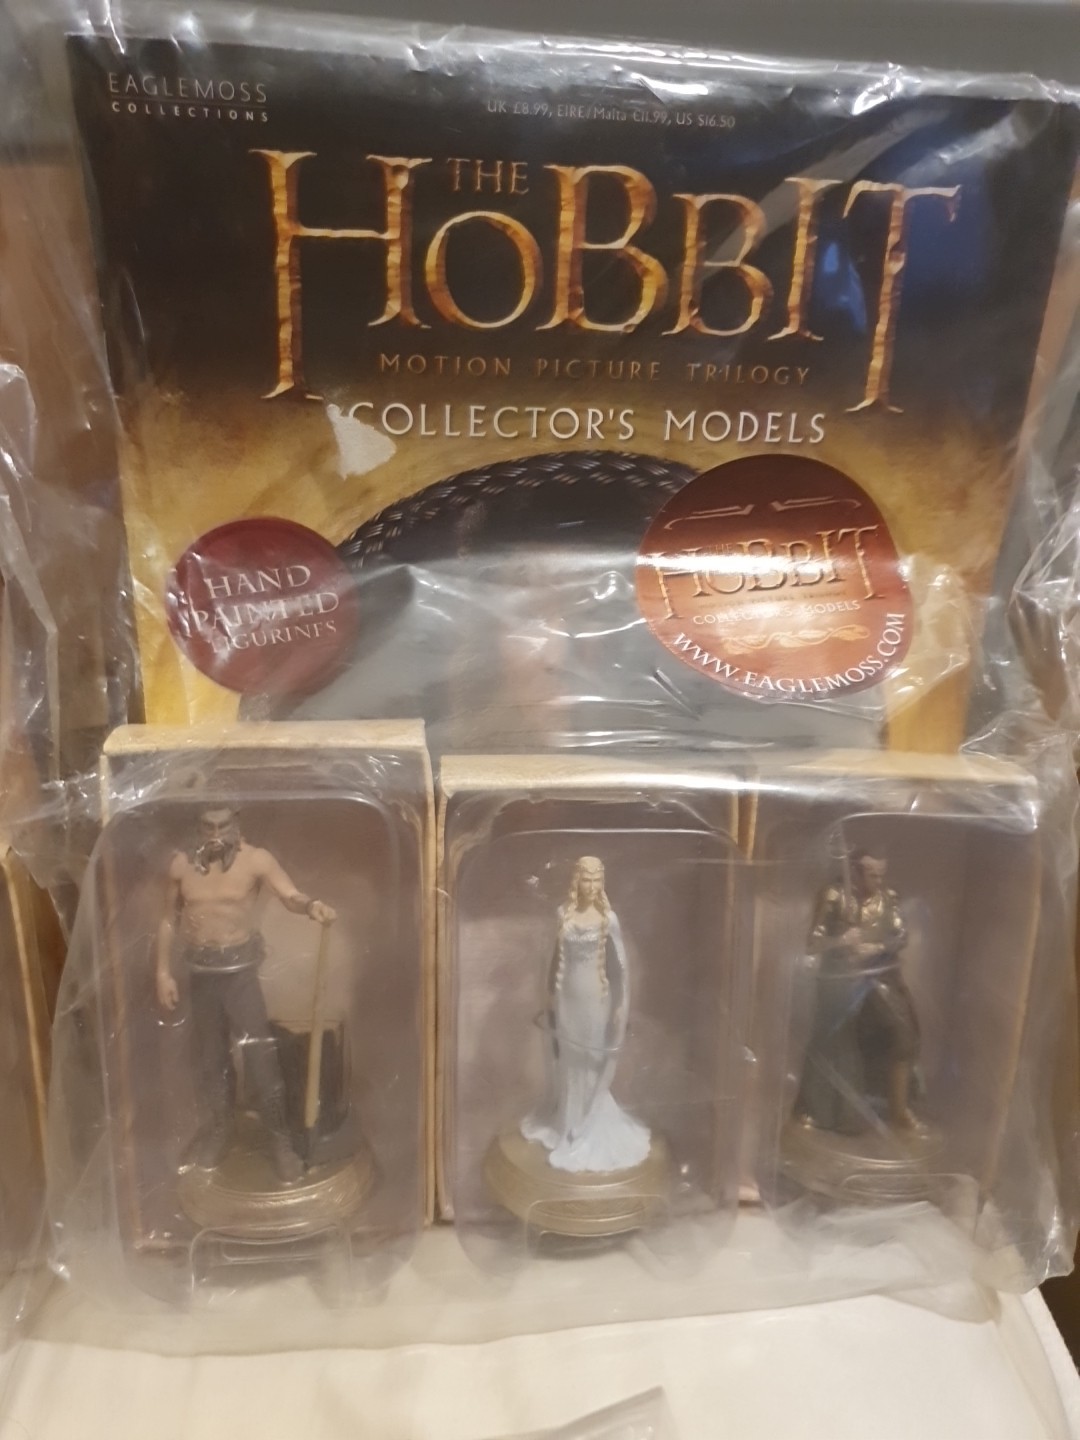 EAGLEMOSS
COLLECTIONS
UK £8.99, EIRE/Malta €11.99, US $16.50
THE
HOBBIT
MOTION PICTURE TRILOGY
COLLECTOR'S MODELS
HAND
PAINTED
FIGURINES
THE
HOBBIT
COLLECTOR'S MODELS
WWW.EAGLEMOSS.COM